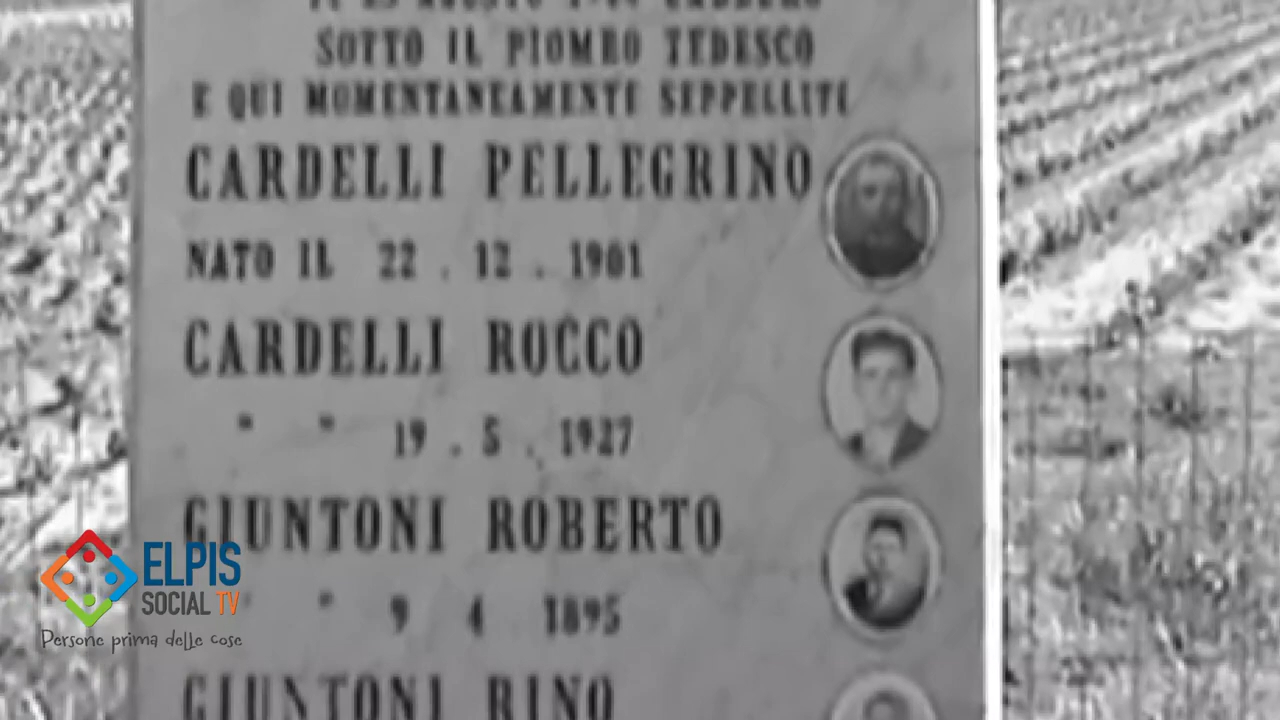 SOTTO IL PIOMBO TEDESCO
E QUI MOMENTANEAMENTE SEPPELLITE
CARDELLI PELLEGRINO
NATO IL 22 . 12 . 1901
CARDELLI ROCCO
" " 19 . 5 . 1927
GIUNTONI ROBERTO
" " 9 4 1895
GIUNTONI RINO
ELPIS
SOCIAL TV
Persone prima delle cose